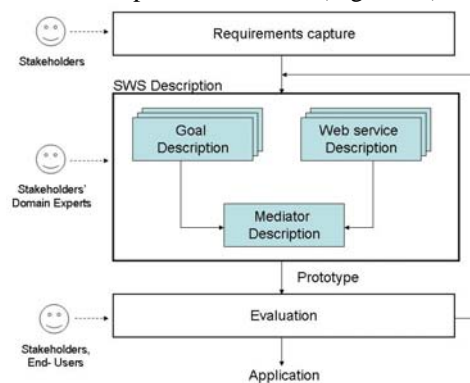 Requirements capture
Stakeholders
SWS Description
Goal
Description
Web service
Description
Stakeholders'
Domain Experts
Mediator
Description
Prototype
Evaluation
Stakeholders,
End- Users
Application